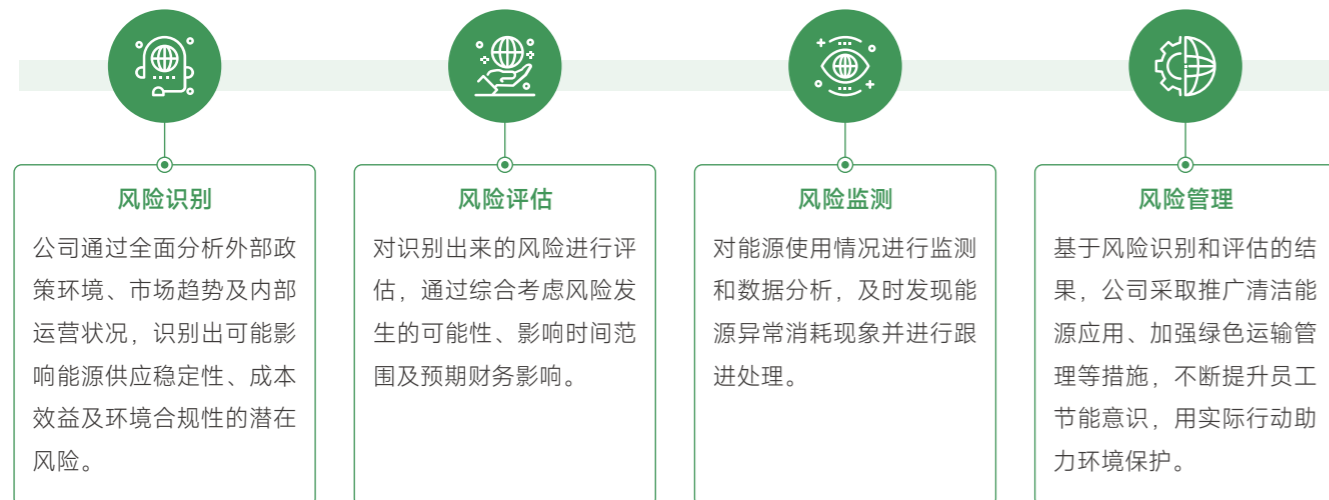 风险识别
公司通过全面分析外部政
策环境、市场趋势及内部
运营状况，识别出可能影
响能源供应稳定性、成本
效益及环境合规性的潜在
风险。
风险评估
对识别出来的风险进行评
估，通过综合考虑风险发
生的可能性、影响时间范
围及预期财务影响。
风险监测
对能源使用情况进行监测
和数据分析，及时发现能
源异常消耗现象并进行跟
进处理。
风险管理
基于风险识别和评估的结
果，公司采取推广清洁能
源应用、加强绿色运输管
理等措施，不断提升员工
节能意识，用实际行动助
力环境保护。